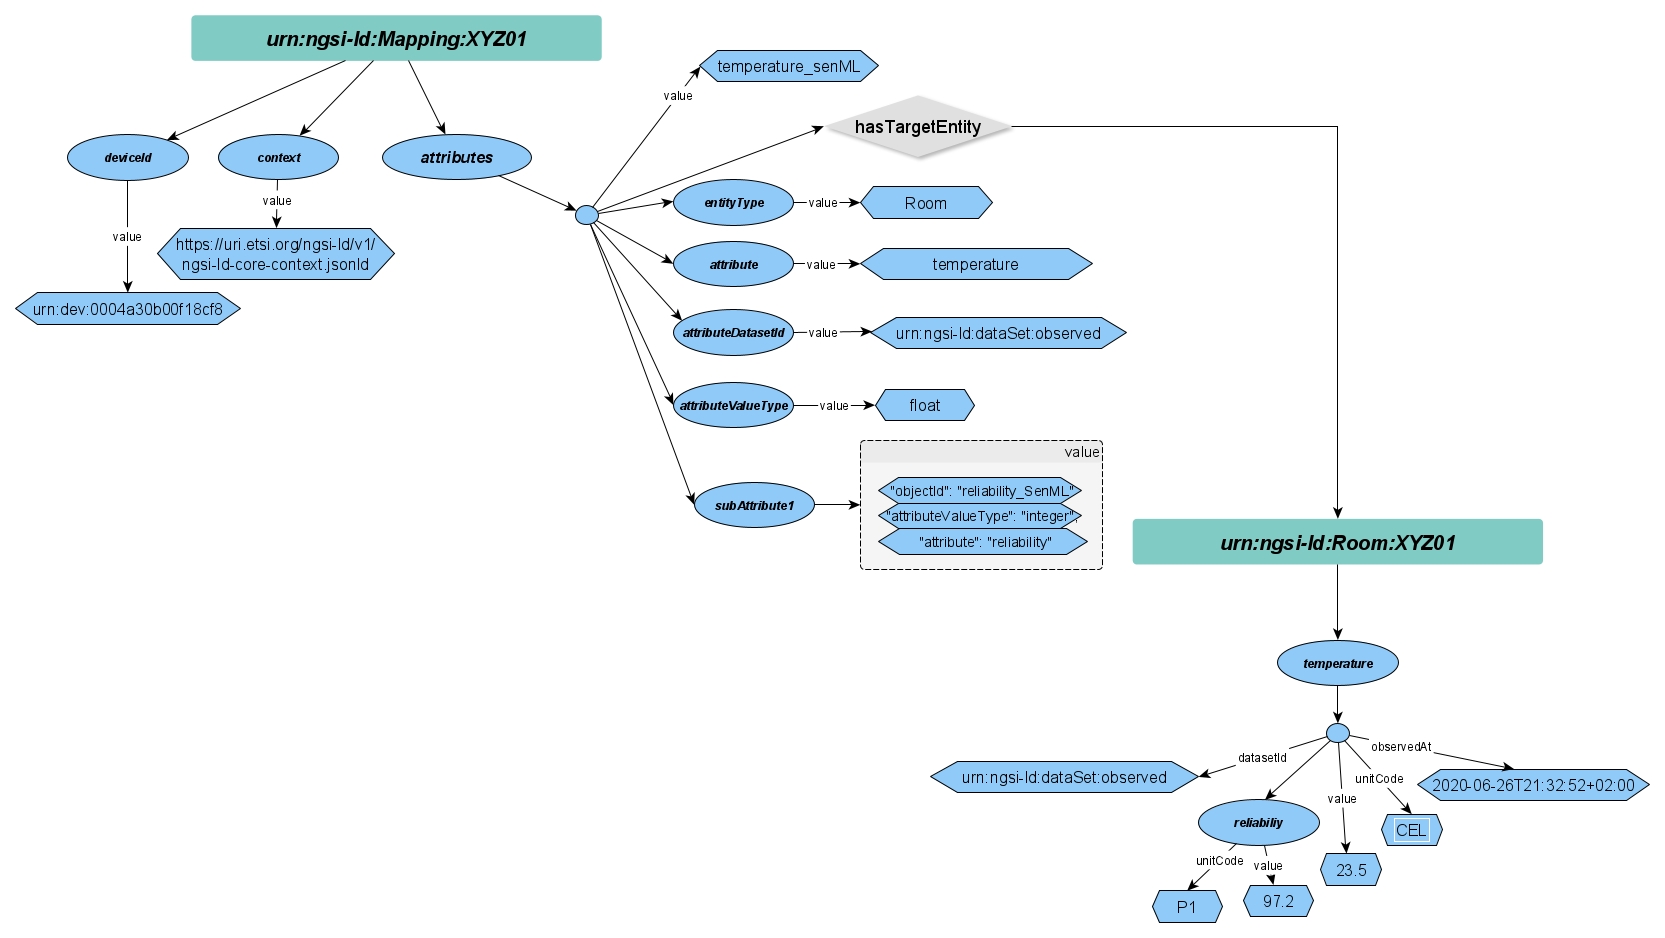 urn:ngsi-ld:Mapping:XYZ01
temperature_senML
value
hasTargetEntity
deviceId
context
attributes
value
https://uri.etsi.org/ngsi-ld/v1/
ngsi-ld-core-context.jsonld
value
urn:dev:0004a30b00f18cf8
entityType
value
Room
attribute
value
temperature
attributeDatasetId
value
urn:ngsi-ld:dataSet:observed
attributeValueType
value
float
value
subAttribute1
"objectId": "reliability_SenML"
"attributeValueType": "integer",
"attribute": "reliability"
urn:ngsi-ld:Room:XYZ01
temperature
datasetId
observedAt
urn:ngsi-ld:dataSet:observed
unitCode
2020-06-26T21:32:52+02:00
value
reliabiliy
CEL
unitCode
value
23.5
P1
97.2